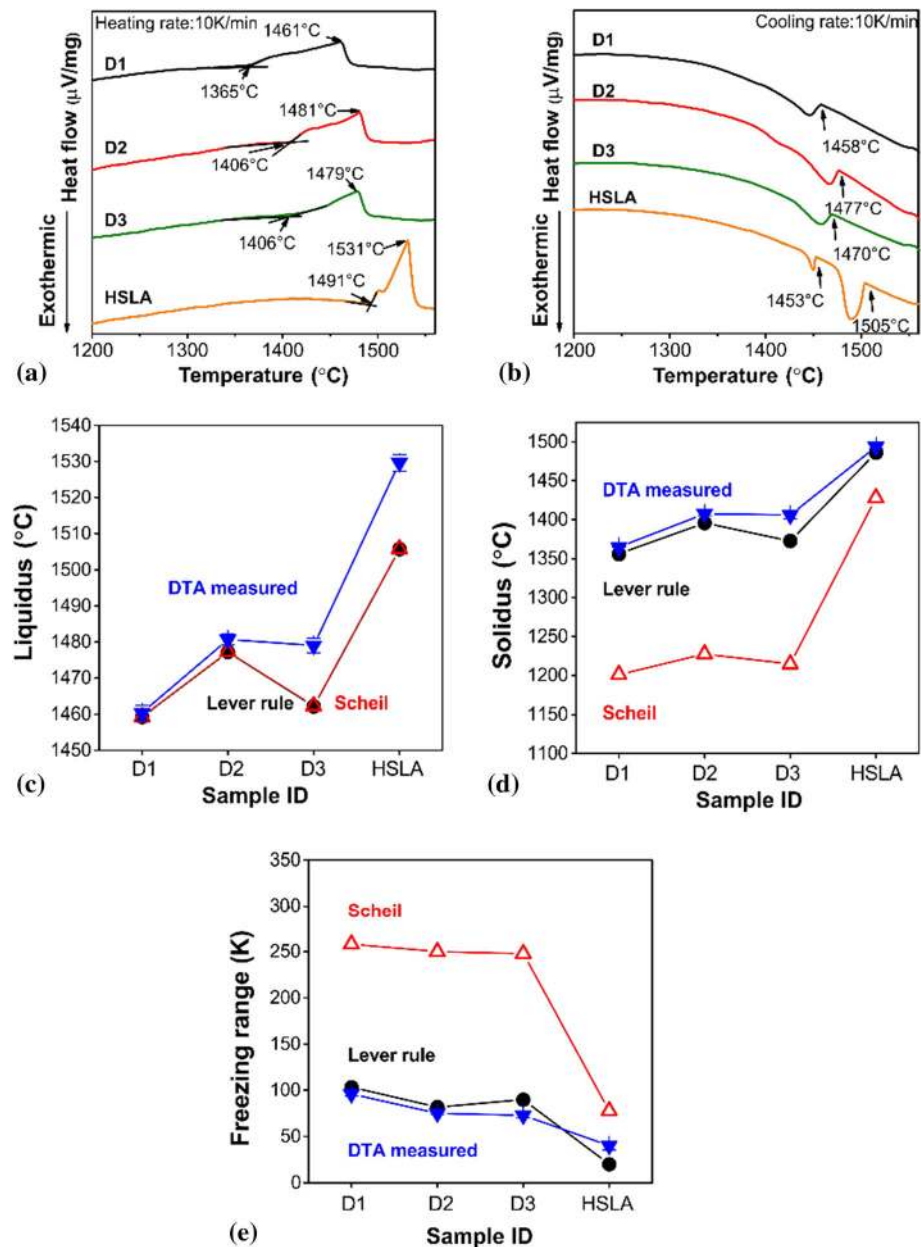 Heating rate:10K/min
1461°C
D1
1365°C
1481°C
D2
1406°C
1479°C
D3
1406°C
1531°C
1491°C
HSLA
Exothermic Heat flow (μV/mg)
1200 1300 1400 1500
Temperature (°C)
(a)
Cooling rate:10K/min
D1
D2
1458°C
D3
1477°C
HSLA
1470°C
1453°C
1505°C
Exothermic Heat flow (μV/mg)
1200 1300 1400 1500
Temperature (°C)
(b)
1540
1530
1520
1510
1500
1490
1480
1470
1460
1450
Liquidus (°C)
DTA measured
Lever rule
Scheil
D1 D2 D3 HSLA
Sample ID
(c)
1500
1450
1400
1350
1300
1250
1200
1150
1100
Solidus (°C)
DTA measured
Lever rule
Scheil
D1 D2 D3 HSLA
Sample ID
(d)
350
300
250
200
150
100
50
0
Freezing range (K)
Scheil
Lever rule
DTA measured
D1 D2 D3 HSLA
Sample ID
(e)